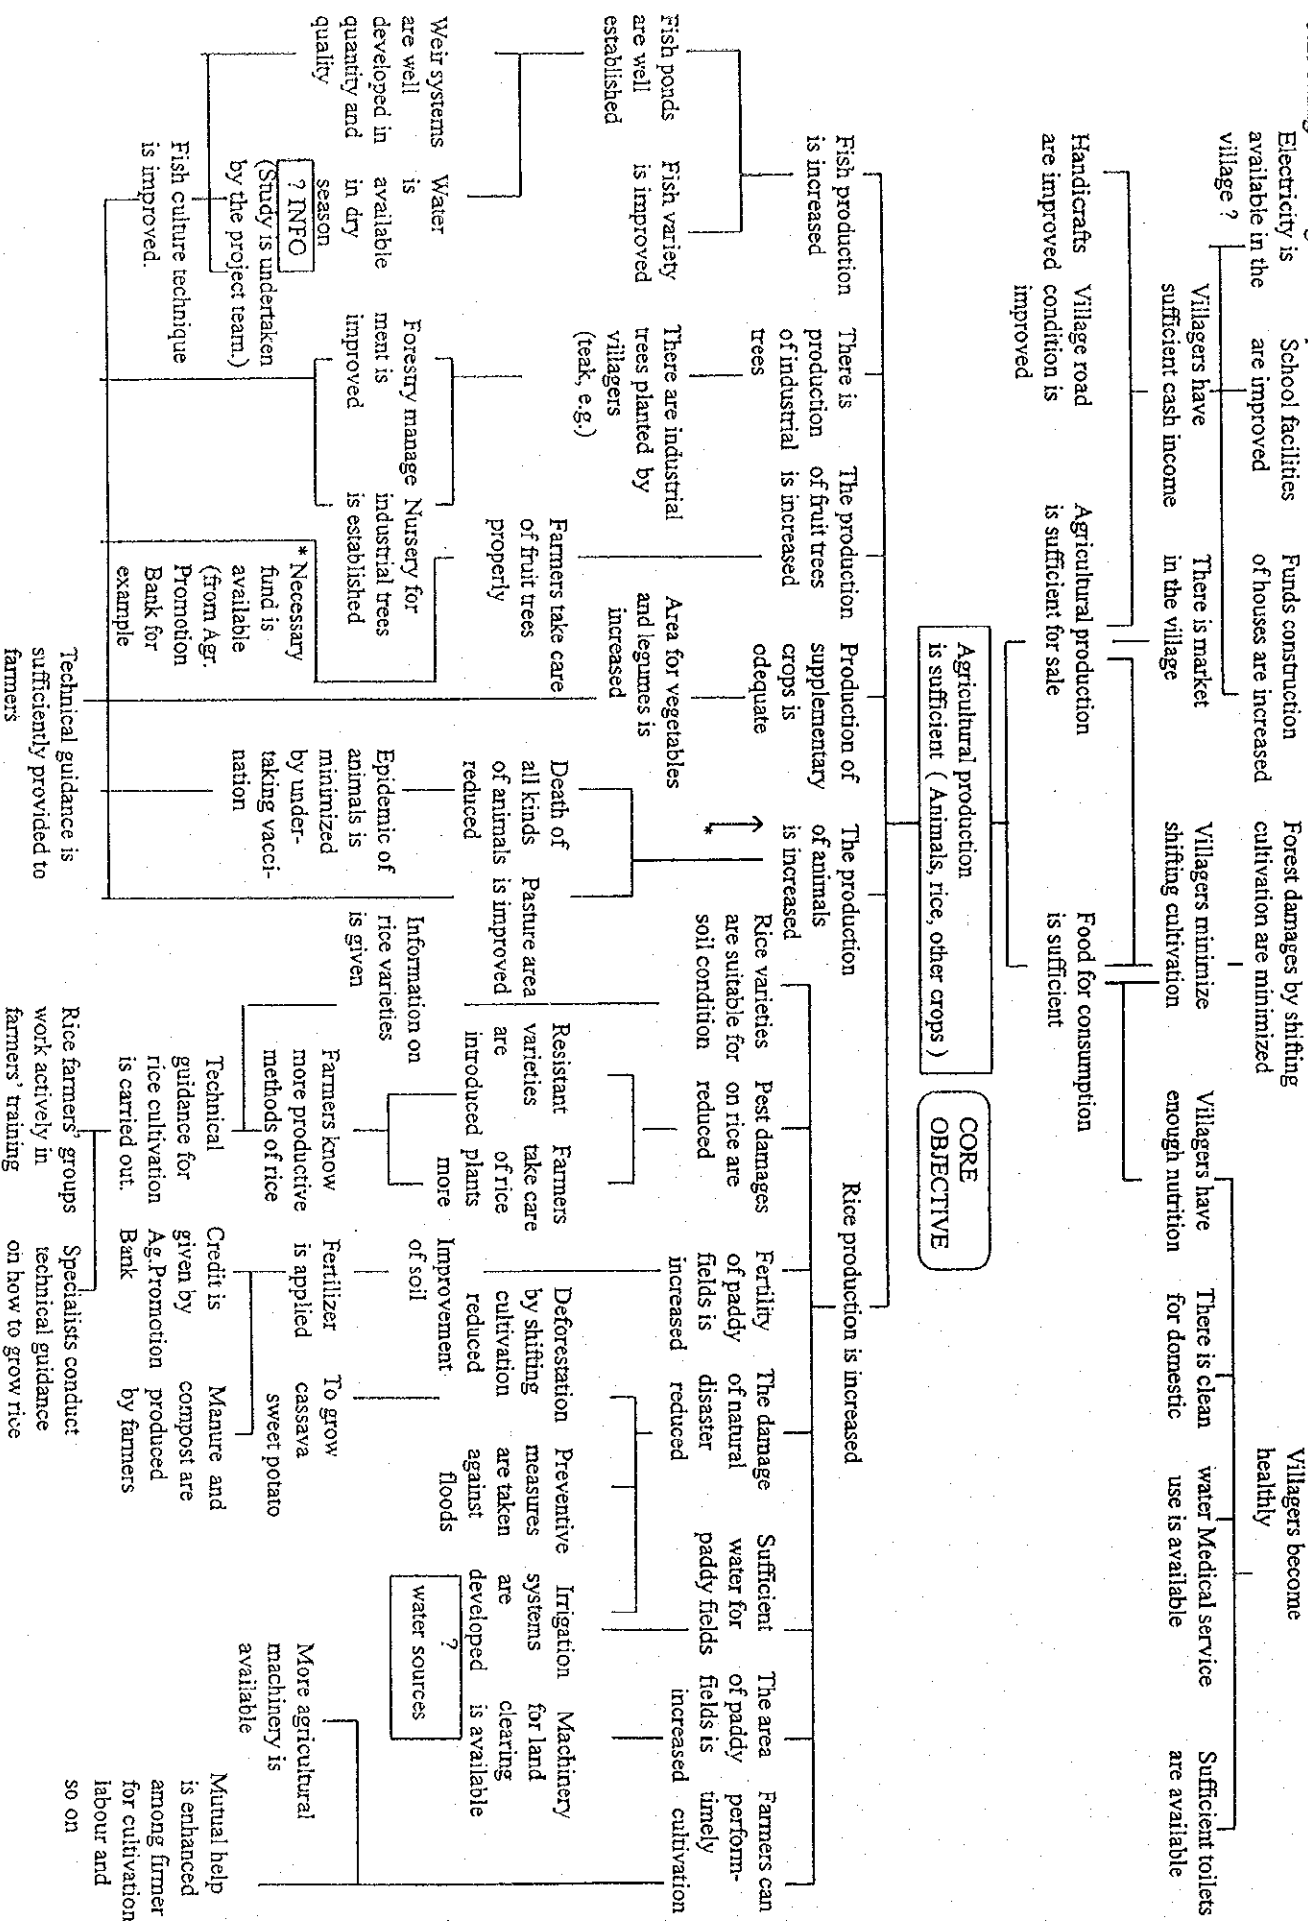 Villagers become
healthly
Electricity is
available in the
village ?
School facilities
are improved
Funds construction
of houses are increased
Forest damages by shifting
cultivation are minimized
Villagers have
sufficient cash income
There is market
in the village
Villagers minimize
shifting cultivation
Villagers have
enough nutrition
There is clean
for domestic
water Medical service
use is available
Sufficient toilets
are available
Handicrafts
are improved
Village road
condition is
improved
Agricultural production
is sufficient for sale
Food for consumption
is sufficient
Agricultural production
is sufficient ( Animals, rice, other crops )
CORE
OBJECTIVE
Fish production
is increased
There is
production
of industrial
trees
The production
of fruit trees
is increased
Production of
supplementary
crops is
odequate
The production
of animals
is increased
*
Rice production is increased
Fish ponds
are well
established
Fish variety
is improved
There are industrial
trees planted by
villagers
(teak, e.g.)
Farmers take care
of fruit trees
properly
Area for vegetables
and legumes is
increased
Death of
all kinds
of animals
reduced
Pasture area
is improved
Rice varieties
are suitable for
soil condition
Pest damages
on rice are
reduced
Fertility
of paddy
fields is
increased
The damage
of natural
disaster
reduced
Sufficient
water for
paddy fields
The area
of paddy
fields is
increased
Farmers can
perform-
timely
cultivation
Weir systems
are well
developed in
quantity and
quality
Water
is
available
in dry
season
? INFO
(Study is undertaken
by the project team.)
Fish culture technique
is improved.
Forestry manage
ment is
improved
Nursery for
industrial trees
is established
* Necessary
fund is
available
(from Agr.
Promotion
Bank for
example
Epidemic of
animals is
minimized
by under-
taking vacci-
nation
Information on
rice varieties
is given
Resistant
varieties
are
introduced
Farmers
take care
of rice
plants
more
Deforestation
by shifting
cultivation
reduced
Preventive
measures
are taken
against
floods
Irrigation
systems
are
developed
?
water sources
Machinery
for land
clearing
is available
Farmers know
more productive
methods of rice
Improvement
of soil
Fertilizer
is applied
To grow
cassava
sweet potato
More agricultural
machinery is
available
Technical
guidance for
rice cultivation
is carried out.
Credit is
given by
Ag.Promotion
Bank
Manure and
compost are
produced
by farmers
Mutual help
is enhanced
among firmer
for cultivation
labour and
so on
Technical guidance is
sufficiently provided to
farmers
Rice farmers' groups
work actively in
farmers' training
Specialists conduct
technical guidance
on how to grow rice